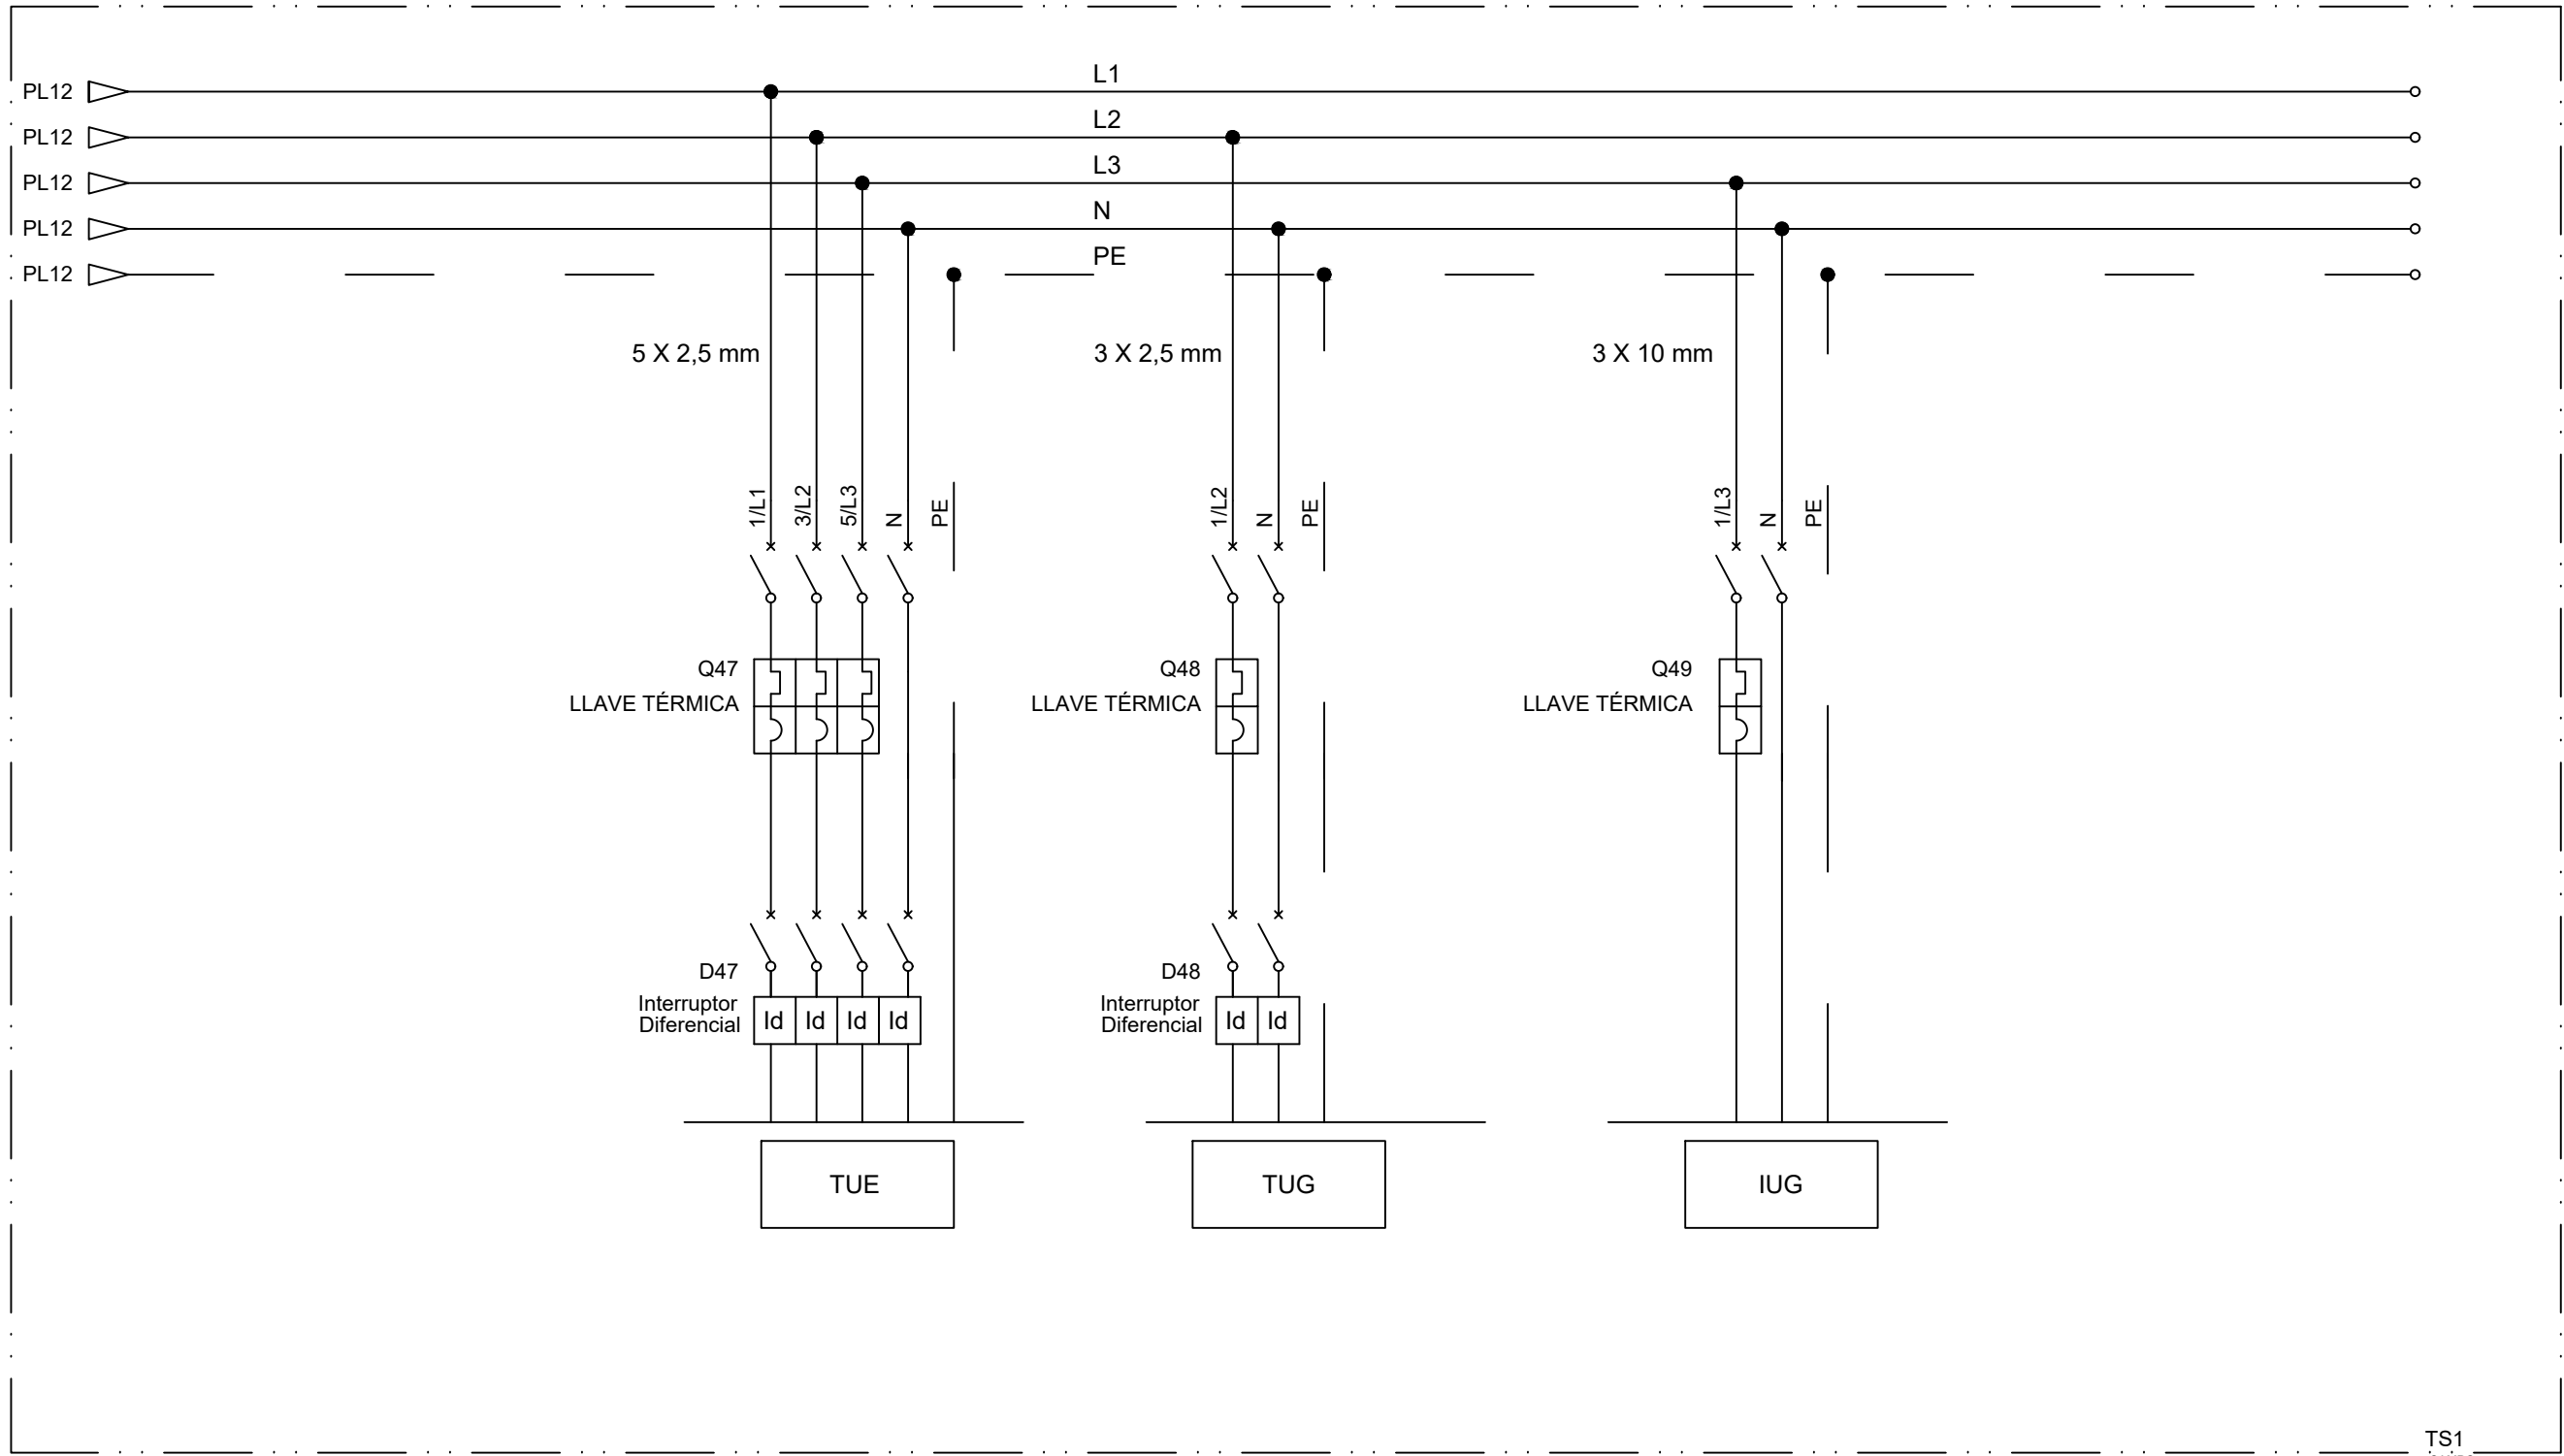 PL12 L1
PL12 L2
PL12 L3
PL12 N
PL12 PE
5 X 2,5 mm
3 X 2,5 mm
3 X 10 mm
1/L1
3/L2
5/L3
N
PE
1/L2
N
PE
1/L3
N
PE
Q47
LLAVE TÉRMICA
Q48
LLAVE TÉRMICA
Q49
LLAVE TÉRMICA
D47
Interruptor
Diferencial
Id Id Id Id
D48
Interruptor
Diferencial
Id Id
TUE
TUG
IUG
TS1